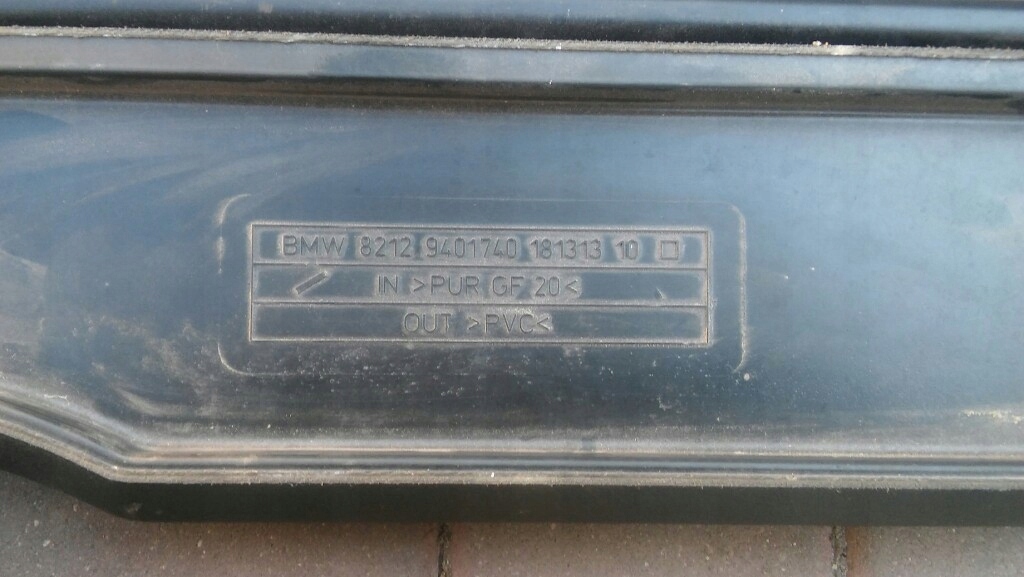 BMW 8212 9401740 181313 10
IN >PUR GF 20<
OUT >PVC<